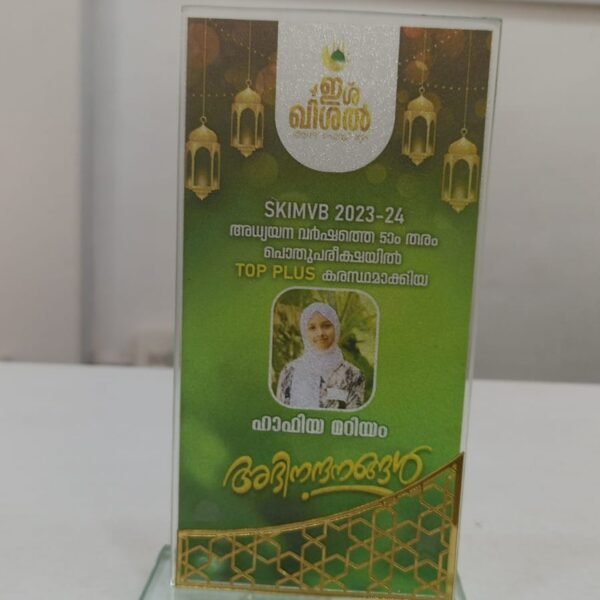 ഇശ
ഖിശൽ
SKIMVB 2023-24
അധ്യയന വർഷത്തെ 5ാം തരം
പൊതുപരീക്ഷയിൽ
TOP PLUS കരസ്ഥമാക്കിയ
ഹാഫിയ മറിയം
അഭിനന്ദനങ്ങൾ